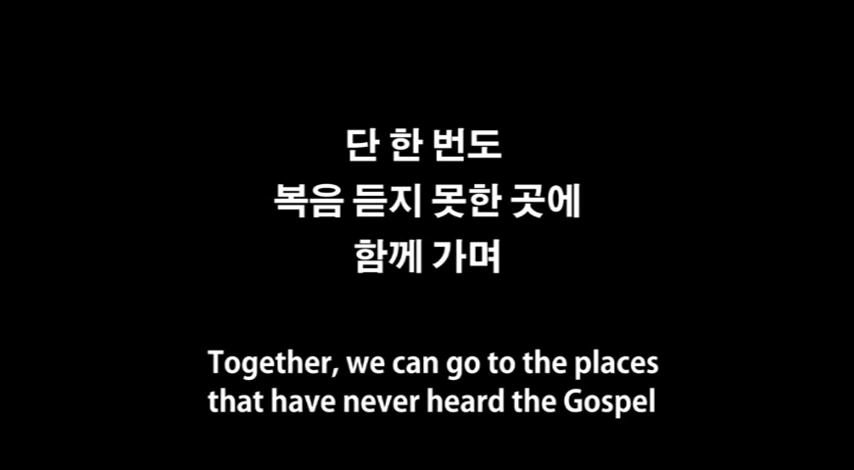 단 한 번도
복음 듣지 못한 곳에
함께 가며
Together, we can go to the places
that have never heard the Gospel